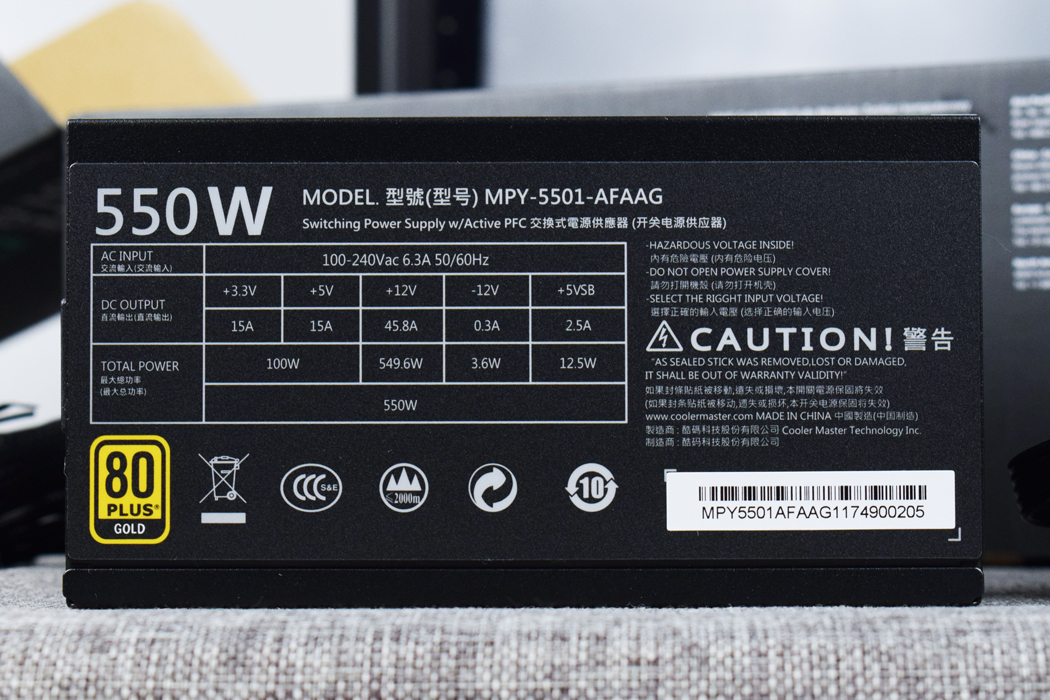 550W
MODEL. 型號(型号) MPY-5501-AFAAG
Switching Power Supply w/Active PFC 交換式電源供應器 (开关电源供应器)
AC INPUT 100-240Vac 6.3A 50/60Hz
交流輸入(交流输入)
DC OUTPUT +3.3V +5V +12V -12V +5VSB
直流輸出(直流输出) 15A 15A 45.8A 0.3A 2.5A
TOTAL POWER 100W 549.6W 3.6W 12.5W
最大總功率
(最大总功率) 550W
-HAZARDOUS VOLTAGE INSIDE!
內有危險電壓 (内有危险电压)
-DO NOT OPEN POWER SUPPLY COVER!
請勿打開機殼 (请勿打开机壳)
-SELECT THE RIGGHT INPUT VOLTAGE!
選擇正確的輸入電壓 (选择正确的输入电压)
CAUTION! 警告
"AS SEALED STICK WAS REMOVED,LOST OR DAMAGED,
IT SHALL BE OUT OF WARRANTY VALIDITY!"
如果封條貼紙被移動,遺失或損壞,本開關電源保固將失效
(如果封条贴纸被移动,遗失或损坏,本开关电源保固将失效)
www.coolermaster.com MADE IN CHINA 中國製造(中国制造)
製造商 : 酷碼科技股份有限公司 Cooler Master Technology Inc.
制造商 : 酷码科技股份有限公司
80
PLUS®
GOLD
CCC S&E
≤2000m
10
MPY5501AFAAG1174900205